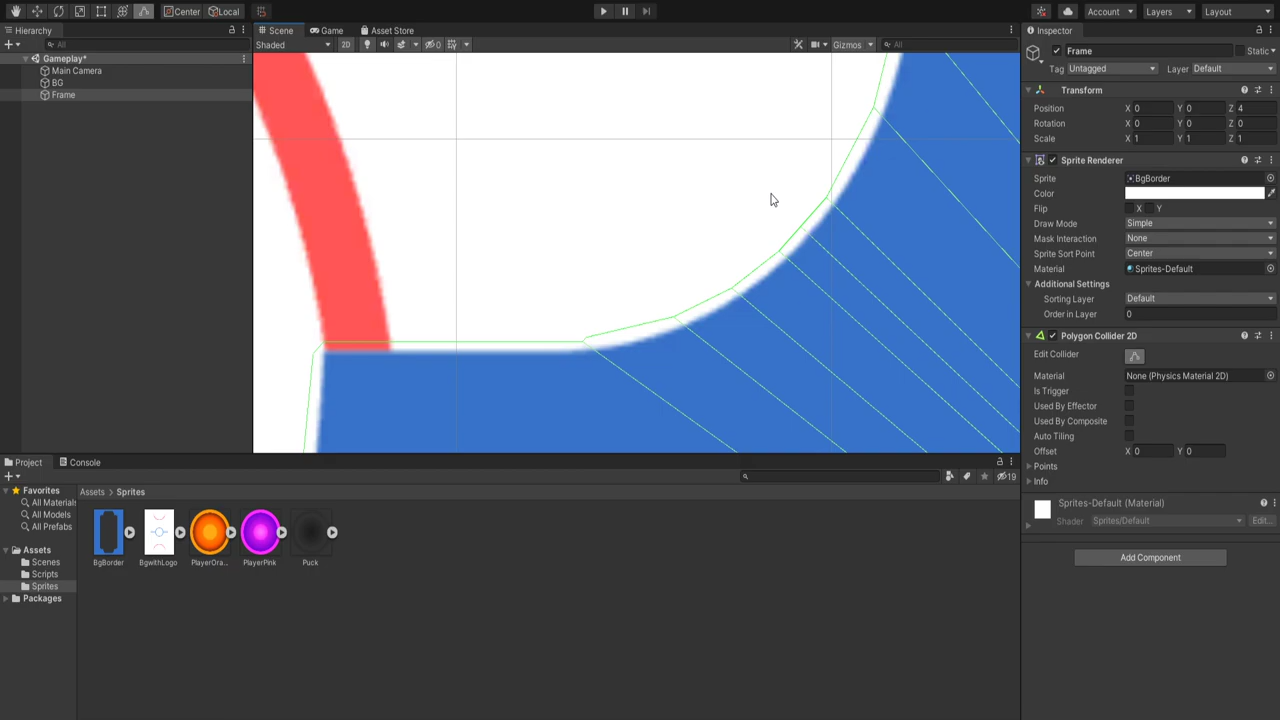 Center Local
Account Layers Layout
Hierarchy
All
Gameplay*
Main Camera
BG
Frame
Scene Game Asset Store
Shaded 2D 0 Gizmos All
Inspector
Frame Static
Tag Untagged Layer Default
Transform
Position X 0 Y 0 Z 4
Rotation X 0 Y 0 Z 0
Scale X 1 Y 1 Z 1
Sprite Renderer
Sprite BgBorder
Color
Flip X Y
Draw Mode Simple
Mask Interaction None
Sprite Sort Point Center
Material Sprites-Default
Additional Settings
Sorting Layer Default
Order in Layer 0
Polygon Collider 2D
Edit Collider
Material None (Physics Material 2D)
Is Trigger
Used By Effector
Used By Composite
Auto Tiling
Offset X 0 Y 0
Points
Info
Sprites-Default (Material)
Shader Sprites/Default Edit...
Add Component
Project Console
19
Favorites
All Materials
All Models
All Prefabs
Assets
Scenes
Scripts
Sprites
Packages
Assets > Sprites
BgBorder BgwithLogo PlayerOra... PlayerPink Puck